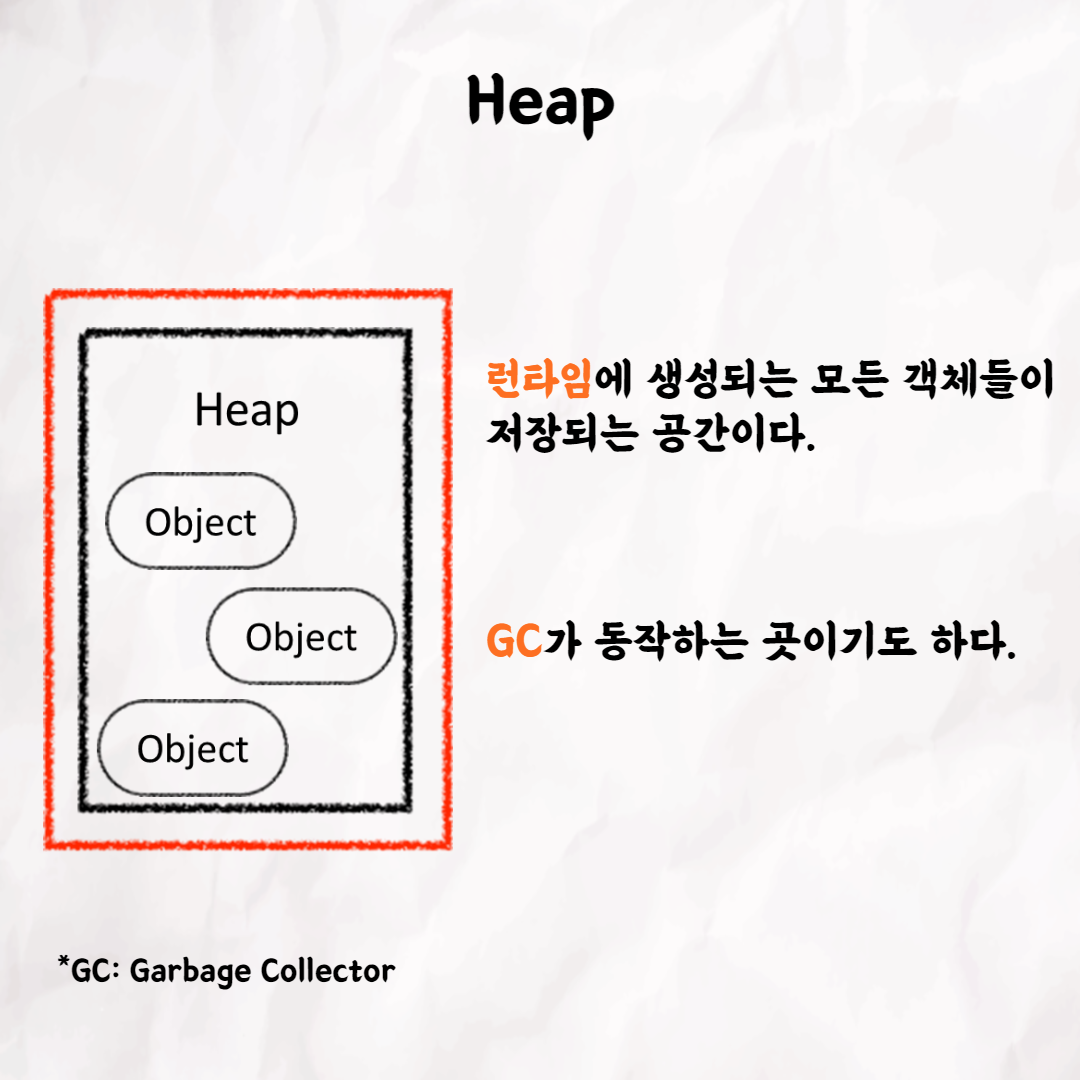 Heap
Heap
Object
Object
Object
런타임에 생성되는 모든 객체들이
저장되는 공간이다.
GC가 동작하는 곳이기도 하다.
*GC: Garbage Collector